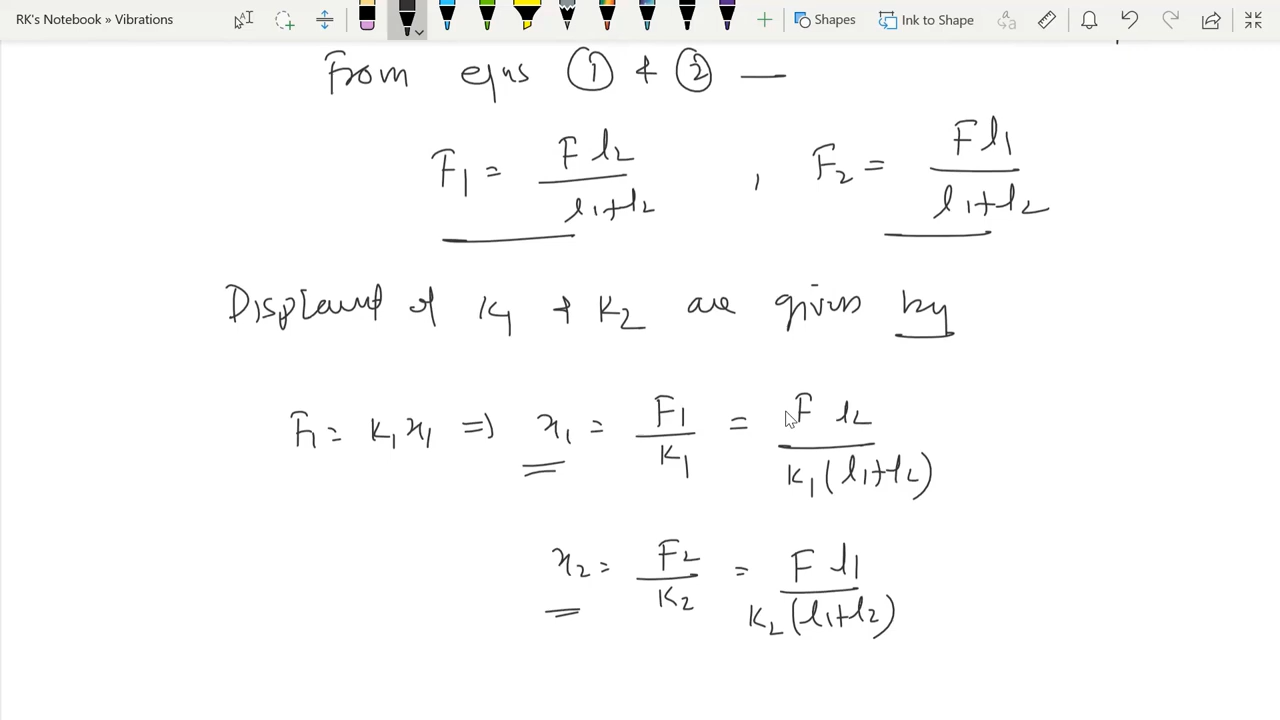 RK's Notebook » Vibrations Shapes Ink to Shape
From eqns ① & ② —
F₁ = F l₂ / l₁+l₂ , F₂ = F l₁ / l₁+l₂
of K₁ & K₂ are given by
F₁ = K₁ x₁ ⇒ x₁ = F₁ / K₁ = F l₂ / K₁(l₁+l₂)
x₂ = F₂ / K₂ = F l₁ / K₂(l₁+l₂)